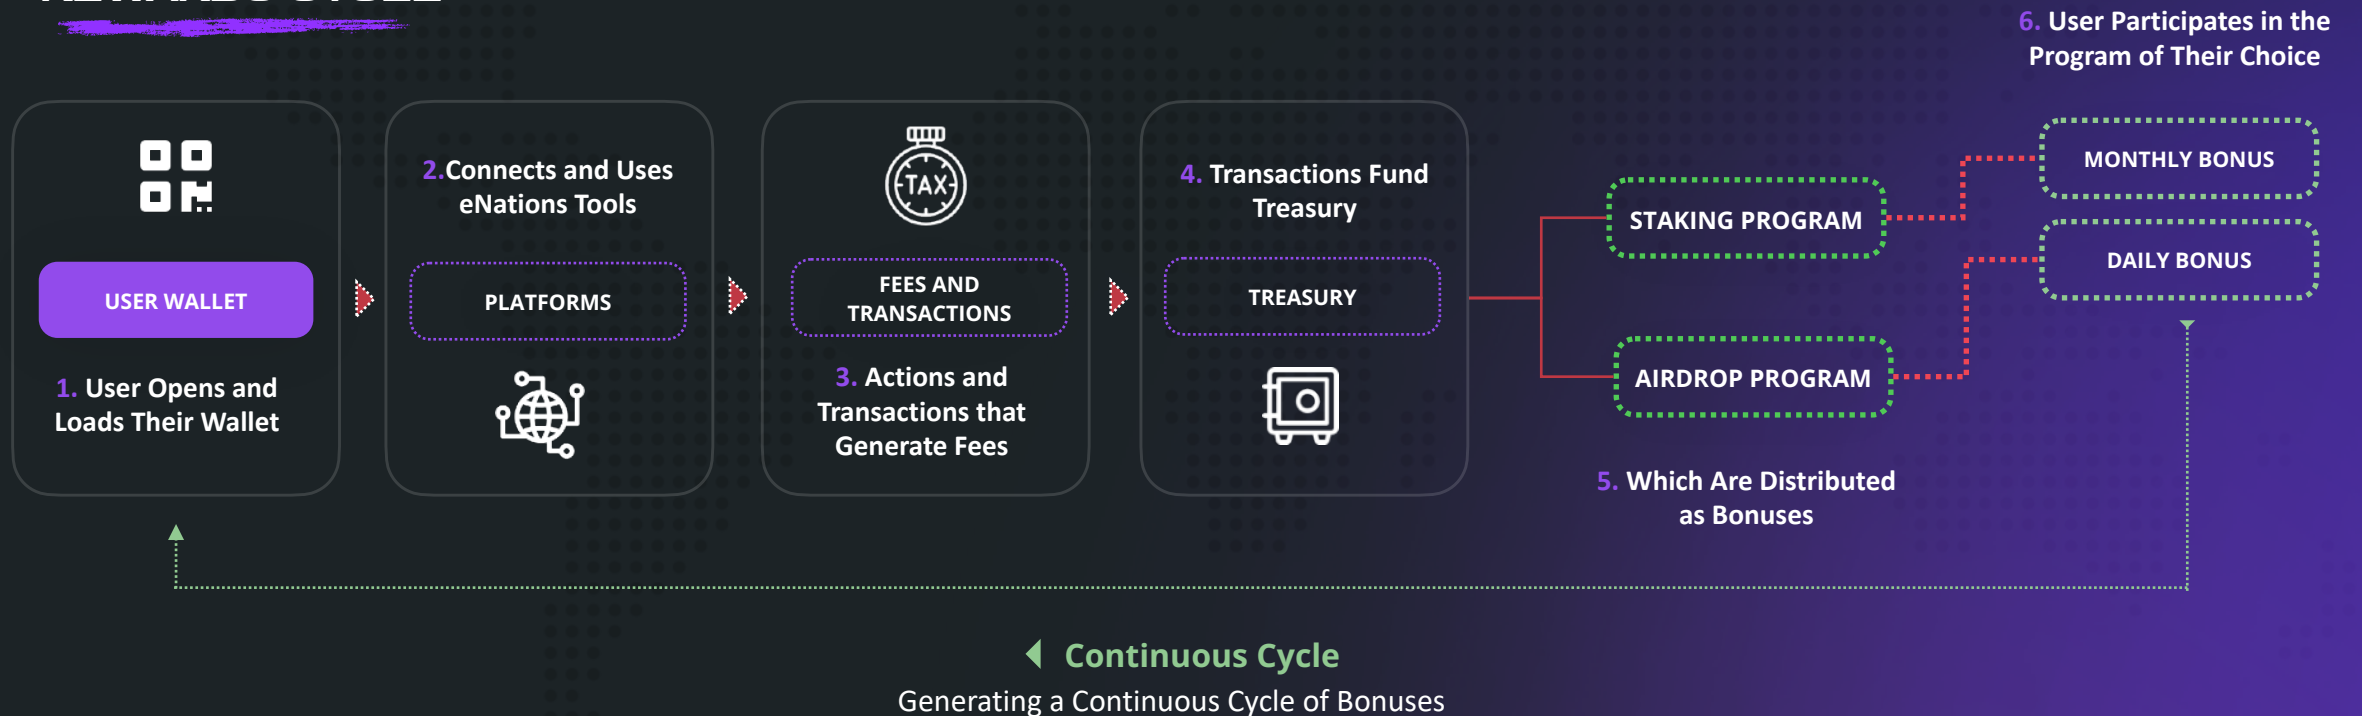 REWARDS CYCLE
6. User Participates in the
Program of Their Choice
USER WALLET
1. User Opens and
Loads Their Wallet
2.Connects and Uses
eNations Tools
PLATFORMS
TAX
FEES AND
TRANSACTIONS
3. Actions and
Transactions that
Generate Fees
4. Transactions Fund
Treasury
TREASURY
STAKING PROGRAM
AIRDROP PROGRAM
5. Which Are Distributed
as Bonuses
MONTHLY BONUS
DAILY BONUS
Continuous Cycle
Generating a Continuous Cycle of Bonuses